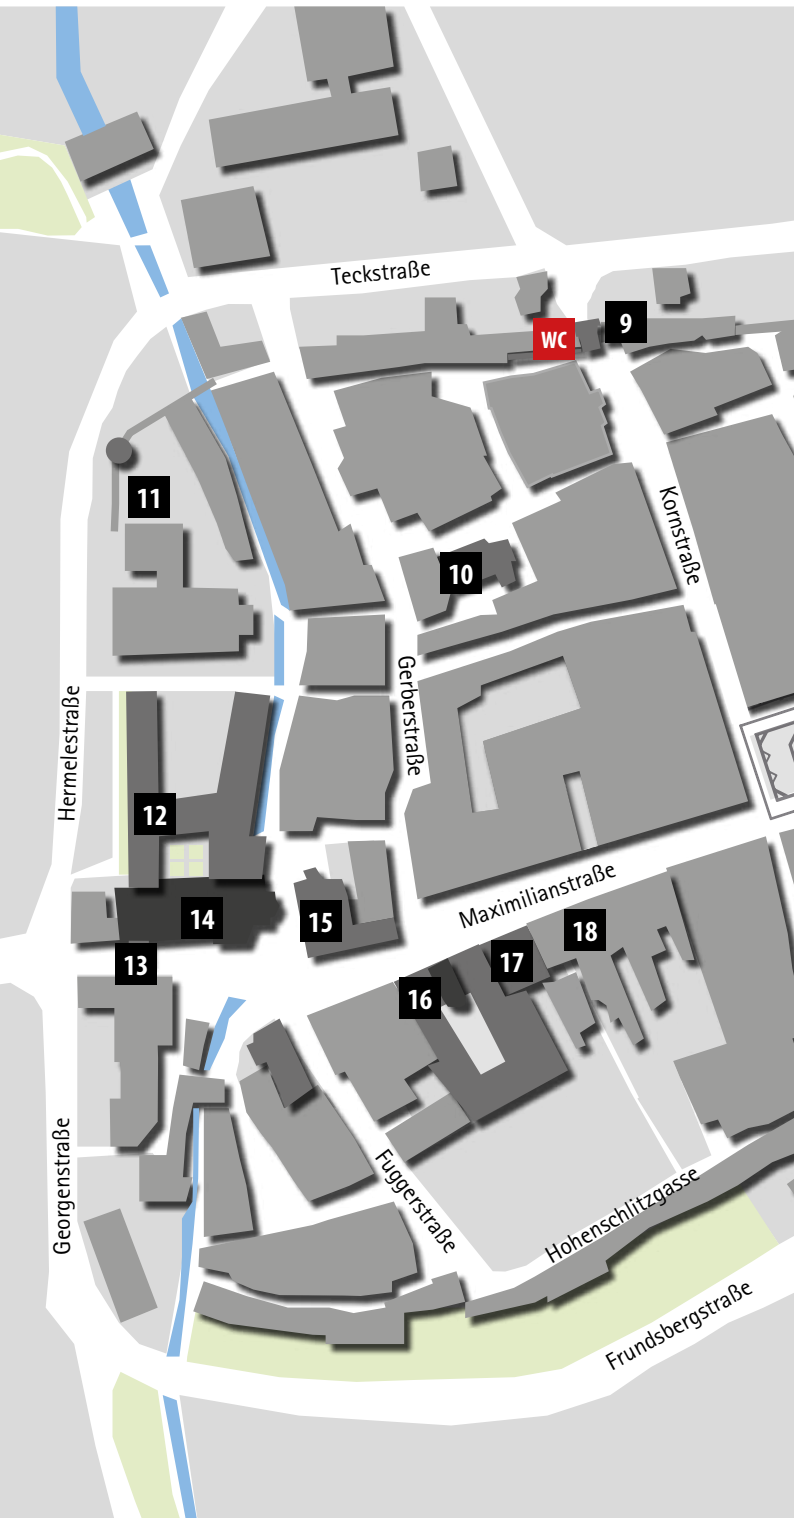 Teckstraße
9
WC
11
Kornstraße
10
Gerberstraße
Hermelestraße
12
Maximilianstraße
14
15
18
13
17
16
Georgenstraße
Fuggerstraße
Hohenschlitzgasse
Frundsbergstraße